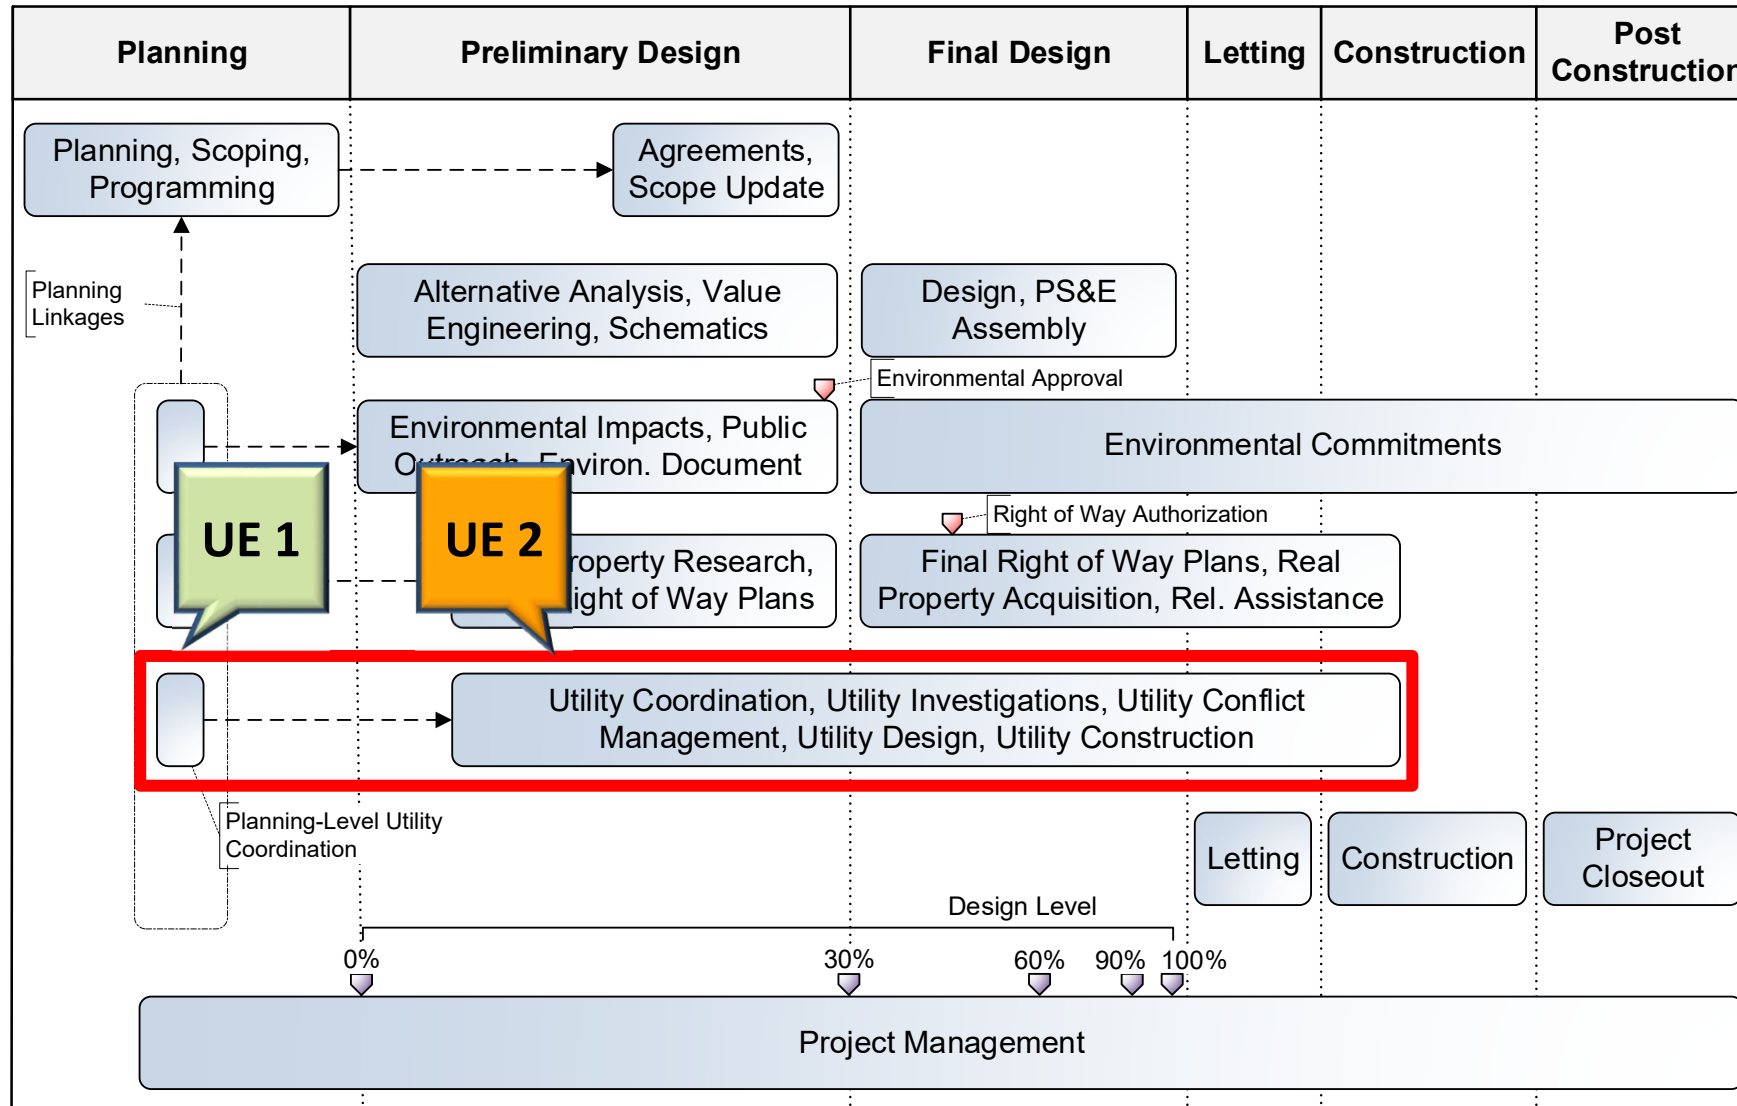 Planning
Preliminary Design
Final Design
Letting
Construction
Post
Construction
Planning, Scoping,
Programming
Agreements,
Scope Update
Planning
Linkages
Alternative Analysis, Value
Engineering, Schematics
Design, PS&E
Assembly
Environmental Approval
Environmental Impacts, Public
Environ. Document
Environmental Commitments
UE 1
UE 2
Right of Way Authorization
Research,
of Way Plans
Final Right of Way Plans, Real
Property Acquisition, Rel. Assistance
Utility Coordination, Utility Investigations, Utility Conflict
Management, Utility Design, Utility Construction
Planning-Level Utility
Coordination
Letting
Construction
Project
Closeout
Design Level
0%
30%
60%
90%
100%
Project Management